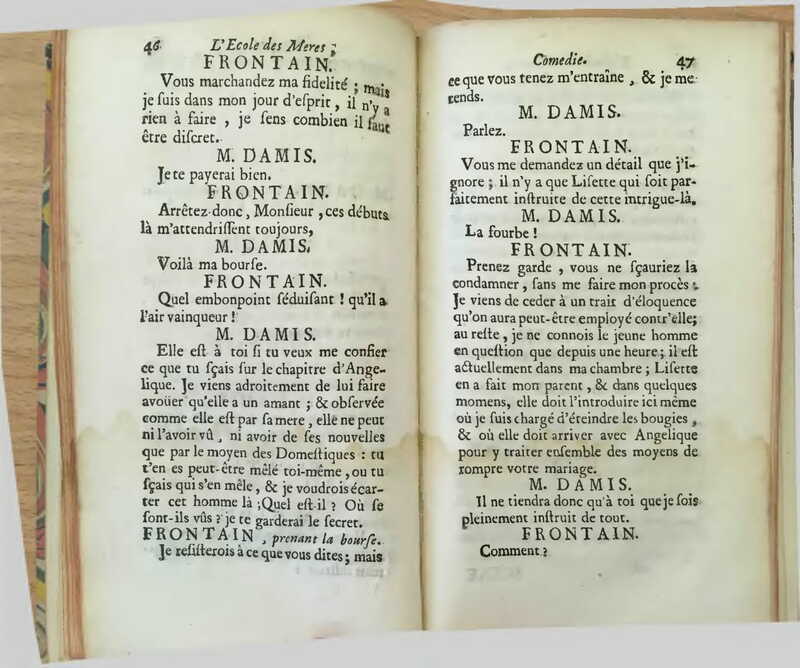 46 L'Ecole des Meres ;
FRONTAIN.
Vous marchandez ma fidelité ; mais
je ſuis dans mon jour d'eſprit, il n'y a
rien à faire , je ſens combien il faut
être diſcret.
M. DAMIS.
Je te payerai bien.
FRONTAIN.
Arrêtez-donc, Monſieur , ces débuts
là m'attendriſſent toujours,
M. DAMIS.
Voilà ma bourſe.
FRONTAIN.
Quel embonpoint ſéduiſant ! qu'il a
l'air vainqueur !
M. DAMIS.
Elle eſt à toi ſi tu veux me confier
ce que tu ſçais ſur le chapitre d'Ange-
lique. Je viens adroitement de lui faire
avoüer qu'elle a un amant ; & obſervée
comme elle eſt par ſa mere, elle ne peut
ni l'avoir vû , ni avoir de ſes nouvelles
que par le moyen des Domeſtiques : tu
t'en es peut-être mêlé toi-même, ou tu
ſçais qui s'en mêle, & je voudrois écar-
ter cet homme là ; Quel eſt-il ? Où ſe
ſont-ils vûs ? je te garderai le ſecret.
FRONTAIN , prenant la bourſe.
Je reſiſterois à ce que vous dites ; mais
Comedie. 47
ce que vous tenez m'entraîne , & je me
rends.
M. DAMIS.
Parlez.
FRONTAIN.
Vous me demandez un détail que j'i-
gnore ; il n'y a que Liſette qui ſoit par-
faitement inſtruite de cette intrigue-là.
M. DAMIS.
La fourbe !
FRONTAIN.
Prenez garde , vous ne ſçauriez la
condamner, ſans me faire mon procès :
Je viens de ceder à un trait d'éloquence
qu'on aura peut-être employé contr'elle;
au reſte, je ne connois le jeune homme
en queſtion que depuis une heure ; il eſt
actuellement dans ma chambre ; Liſette
en a fait mon parent, & dans quelques
momens, elle doit l'introduire ici même
où je ſuis chargé d'éteindre les bougies ,
& où elle doit arriver avec Angelique
pour y traiter enſemble des moyens de
rompre votre mariage.
M. DAMIS.
Il ne tiendra donc qu'à toi que je ſois
pleinement inſtruit de tout.
FRONTAIN.
Comment ?